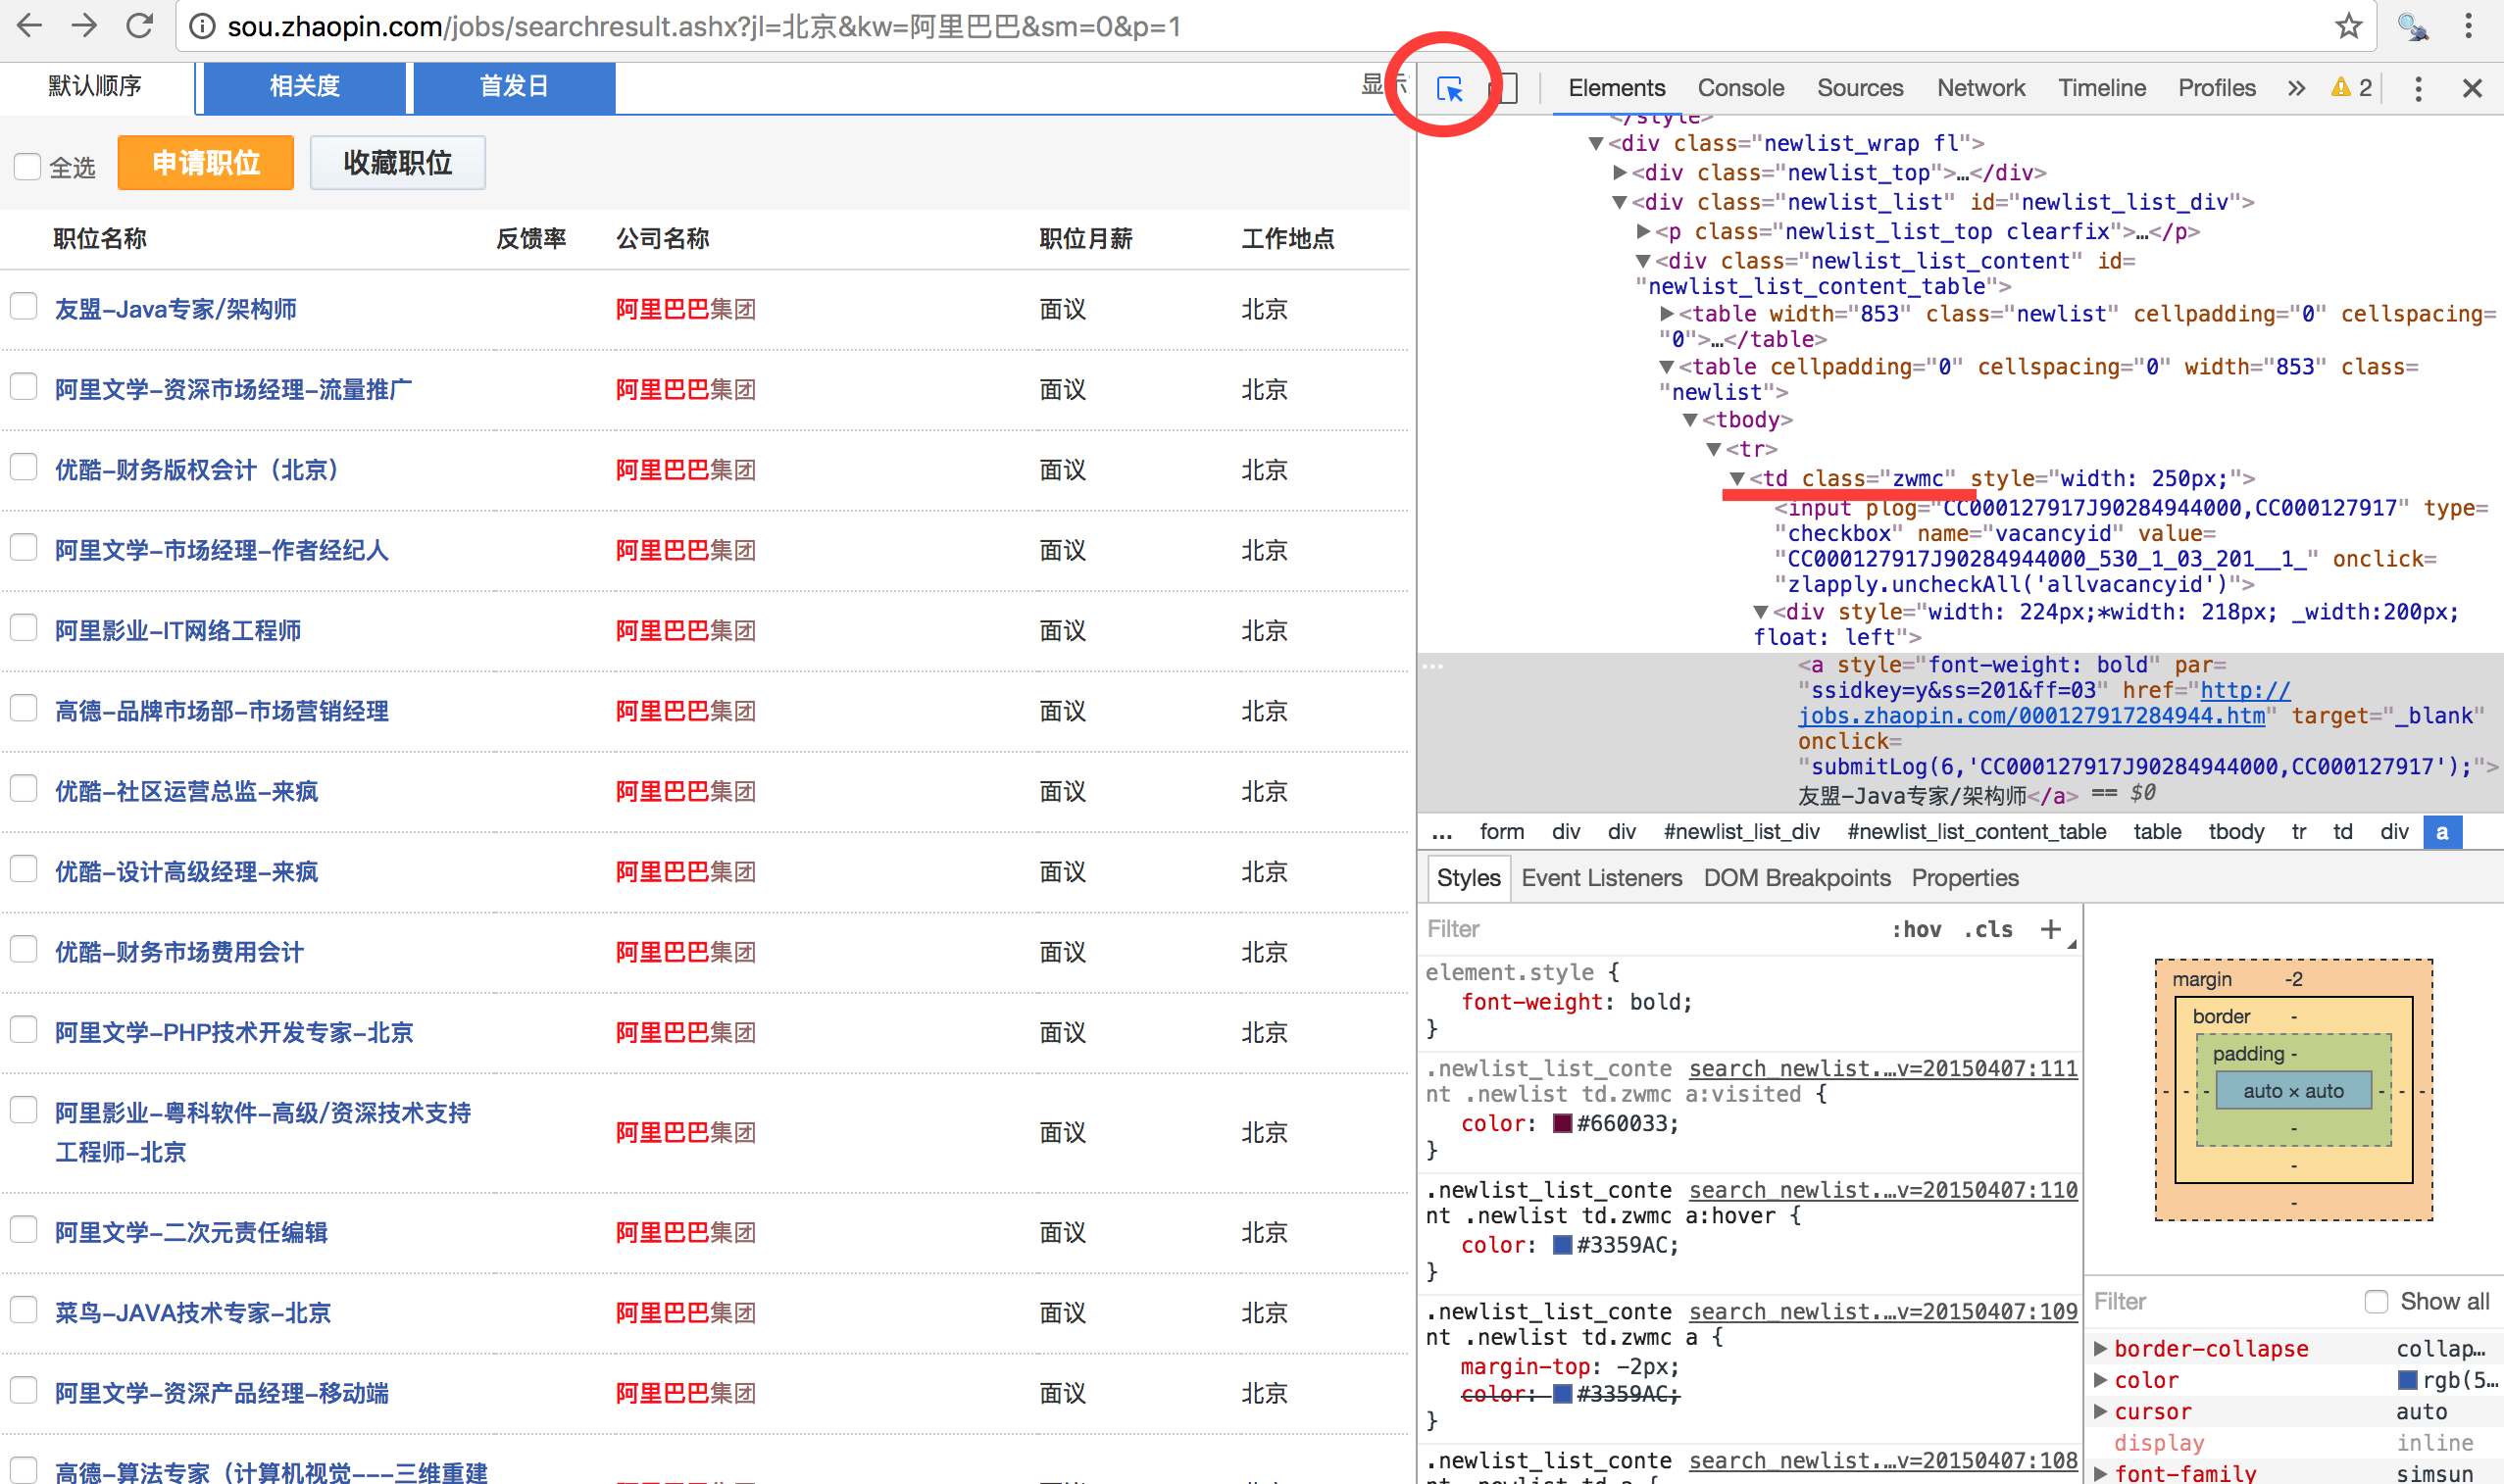 sou.zhaopin.com/jobs/searchresult.ashx?jl=北京&kw=阿里巴巴&sm=0&p=1
默认顺序 相关度 首发日 显示
全选 申请职位 收藏职位
职位名称 反馈率 公司名称 职位月薪 工作地点
友盟-Java专家/架构师 阿里巴巴集团 面议 北京
阿里文学-资深市场经理-流量推广 阿里巴巴集团 面议 北京
优酷-财务版权会计（北京） 阿里巴巴集团 面议 北京
阿里文学-市场经理-作者经纪人 阿里巴巴集团 面议 北京
阿里影业-IT网络工程师 阿里巴巴集团 面议 北京
高德-品牌市场部-市场营销经理 阿里巴巴集团 面议 北京
优酷-社区运营总监-来疯 阿里巴巴集团 面议 北京
优酷-设计高级经理-来疯 阿里巴巴集团 面议 北京
优酷-财务市场费用会计 阿里巴巴集团 面议 北京
阿里文学-PHP技术开发专家-北京 阿里巴巴集团 面议 北京
阿里影业-粤科软件-高级/资深技术支持
工程师-北京 阿里巴巴集团 面议 北京
阿里文学-二次元责任编辑 阿里巴巴集团 面议 北京
菜鸟-JAVA技术专家-北京 阿里巴巴集团 面议 北京
阿里文学-资深产品经理-移动端 阿里巴巴集团 面议 北京
高德-算法专家（计算机视觉---三维重建
Elements Console Sources Network Timeline Profiles » 2
</style>
<div class="newlist_wrap fl">
<div class="newlist_top">…</div>
<div class="newlist_list" id="newlist_list_div">
<p class="newlist_list_top clearfix">…</p>
<div class="newlist_list_content" id=
"newlist_list_content_table">
<table width="853" class="newlist" cellpadding="0" cellspacing=
"0">…</table>
<table cellpadding="0" cellspacing="0" width="853" class=
"newlist">
<tbody>
<tr>
<td class="zwmc" style="width: 250px;">
<input plog="CC000127917J90284944000,CC000127917" type=
"checkbox" name="vacancyid" value=
"CC000127917J90284944000_530_1_03_201__1_" onclick=
"zlapply.uncheckAll('allvacancyid')">
<div style="width: 224px;*width: 218px; _width:200px;
float: left">
<a style="font-weight: bold" par=
"ssidkey=y&ss=201&ff=03" href="http://
jobs.zhaopin.com/000127917284944.htm" target="_blank"
onclick=
"submitLog(6,'CC000127917J90284944000,CC000127917');">
友盟-Java专家/架构师</a> == $0
... form div div #newlist_list_div #newlist_list_content_table table tbody tr td div a
Styles Event Listeners DOM Breakpoints Properties
Filter :hov .cls +
element.style {
font-weight: bold;
}
.newlist_list_conte search_newlist.…v=20150407:111
nt .newlist td.zwmc a:visited {
color: #660033;
}
.newlist_list_conte search_newlist.…v=20150407:110
nt .newlist td.zwmc a:hover {
color: #3359AC;
}
.newlist_list_conte search_newlist.…v=20150407:109
nt .newlist td.zwmc a {
margin-top: -2px;
color: #3359AC;
}
.newlist_list_conte search_newlist.…v=20150407:108
margin -2
border -
padding -
- - - auto × auto - - -
-
-
-
Filter Show all
border-collapse collap…
color rgb(5…
cursor auto
display inline
font-family simsun